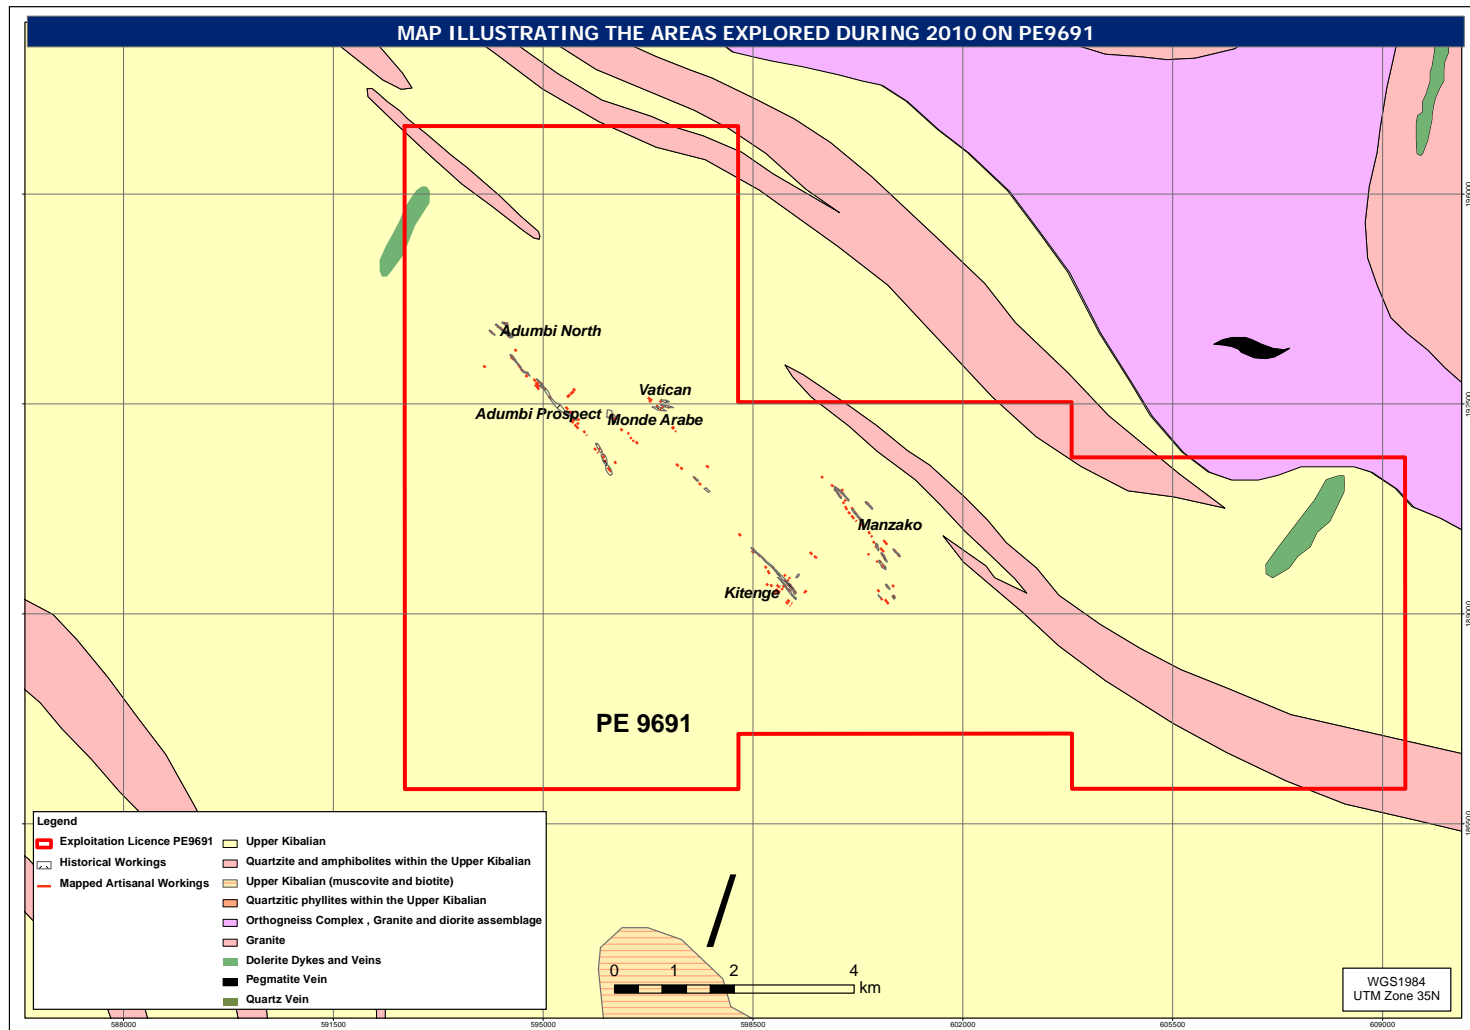 MAP ILLUSTRATING THE AREAS EXPLORED DURING 2010 ON PE9691
196000
Adumbi North
Vatican
192500
Adumbi Prospect
Monde Arabe
Manzako
Kitenge
189000
PE 9691
185500
Legend
Exploitation Licence PE9691
Historical Workings
Mapped Artisanal Workings
Upper Kibalian
Quartzite and amphibolites within the Upper Kibalian
Upper Kibalian (muscovite and biotite)
Quartzitic phyllites within the Upper Kibalian
Orthogneiss Complex , Granite and diorite assemblage
Granite
Dolerite Dykes and Veins
Pegmatite Vein
Quartz Vein
0 1 2 4
km
WGS1984
UTM Zone 35N
588000 591500 595000 598500 602000 605500 609000